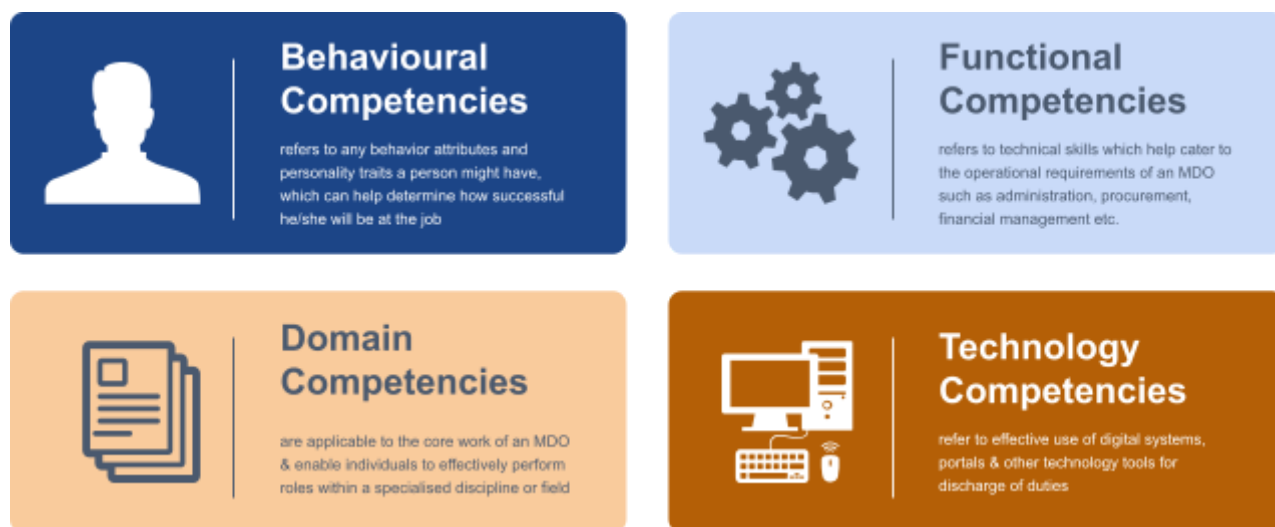 Behavioural
Competencies
refers to any behavior attributes and
personality traits a person might have,
which can help determine how successful
he/she will be at the job
Functional
Competencies
refers to technical skills which help cater to
the operational requirements of an MDO
such as administration, procurement,
financial management etc.
Domain
Competencies
are applicable to the core work of an MDO
& enable individuals to effectively perform
roles within a specialised discipline or field
Technology
Competencies
refer to effective use of digital systems,
portals & other technology tools for
discharge of duties